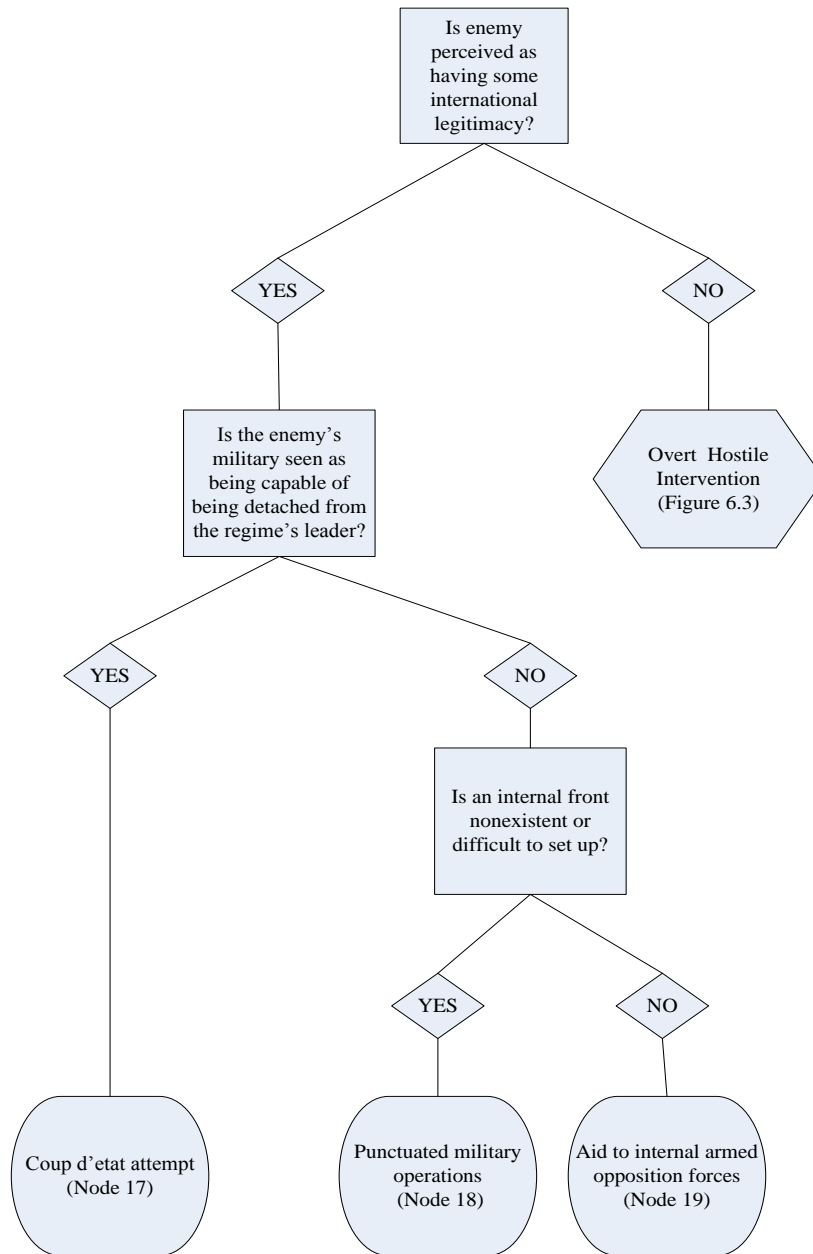 Is enemy
perceived as
having some
international
legitimacy?
YES
NO
Is the enemy’s
military seen as
being capable of
being detached from
the regime’s leader?
Overt Hostile
Intervention
(Figure 6.3)
YES
NO
Is an internal front
nonexistent or
difficult to set up?
YES
NO
Coup d’etat attempt
(Node 17)
Punctuated military
operations
(Node 18)
Aid to internal armed
opposition forces
(Node 19)